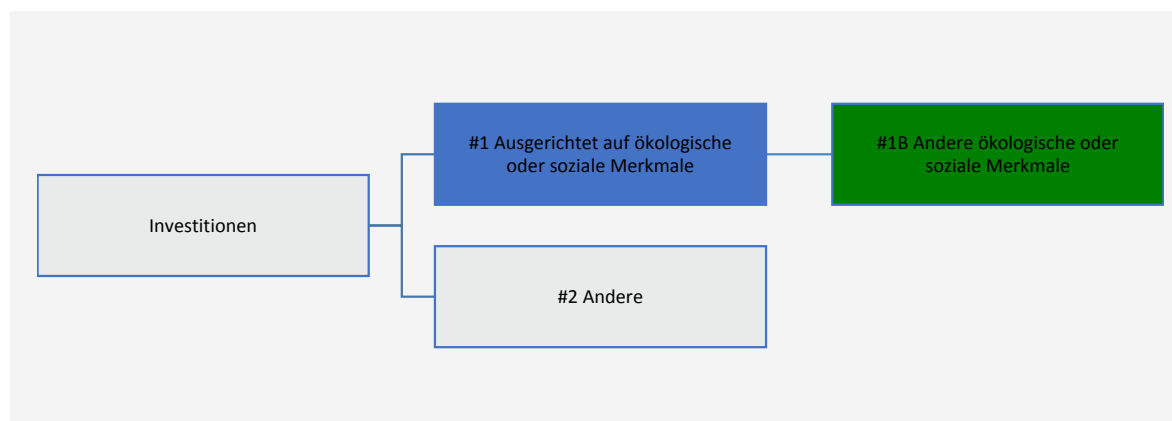 Investitionen
#1 Ausgerichtet auf ökologische
oder soziale Merkmale
#1B Andere ökologische oder
soziale Merkmale
#2 Andere